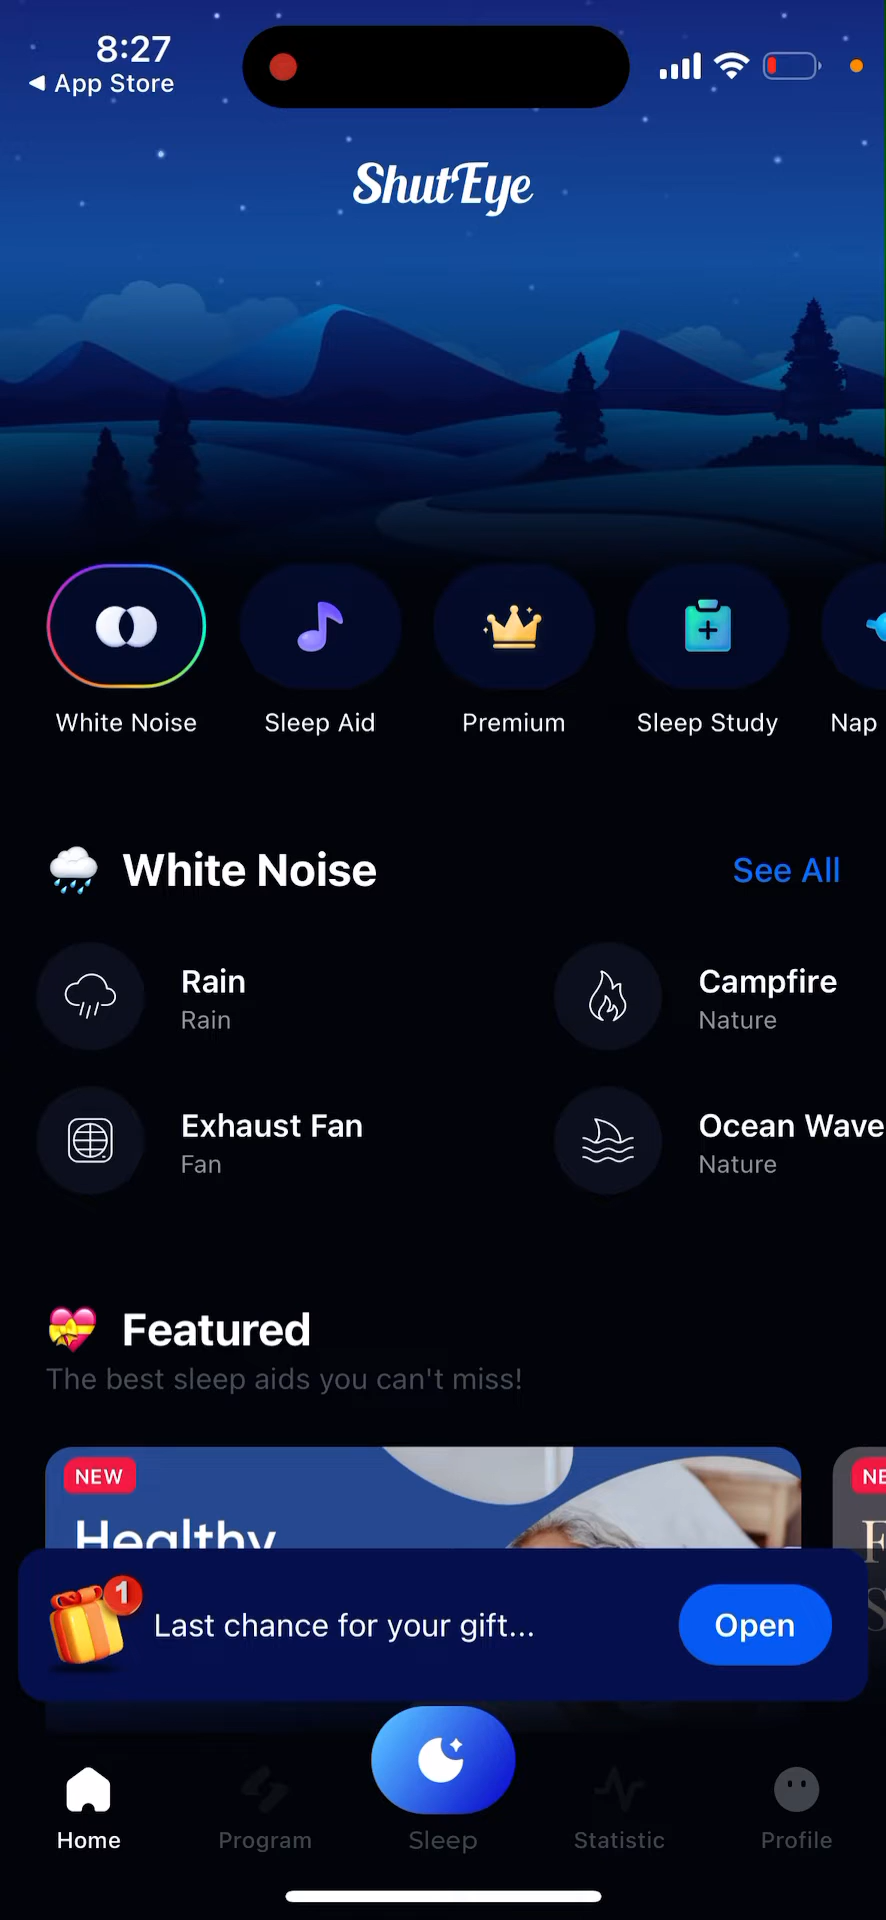 8:27
App Store
ShutEye
White Noise
Sleep Aid
Premium
Sleep Study
Nap
White Noise
See All
Rain
Rain
Campfire
Nature
Exhaust Fan
Fan
Ocean Wave
Nature
Featured
The best sleep aids you can't miss!
NEW
Healthy
NE
F
S
1
Last chance for your gift...
Open
Home
Program
Sleep
Statistic
Profile